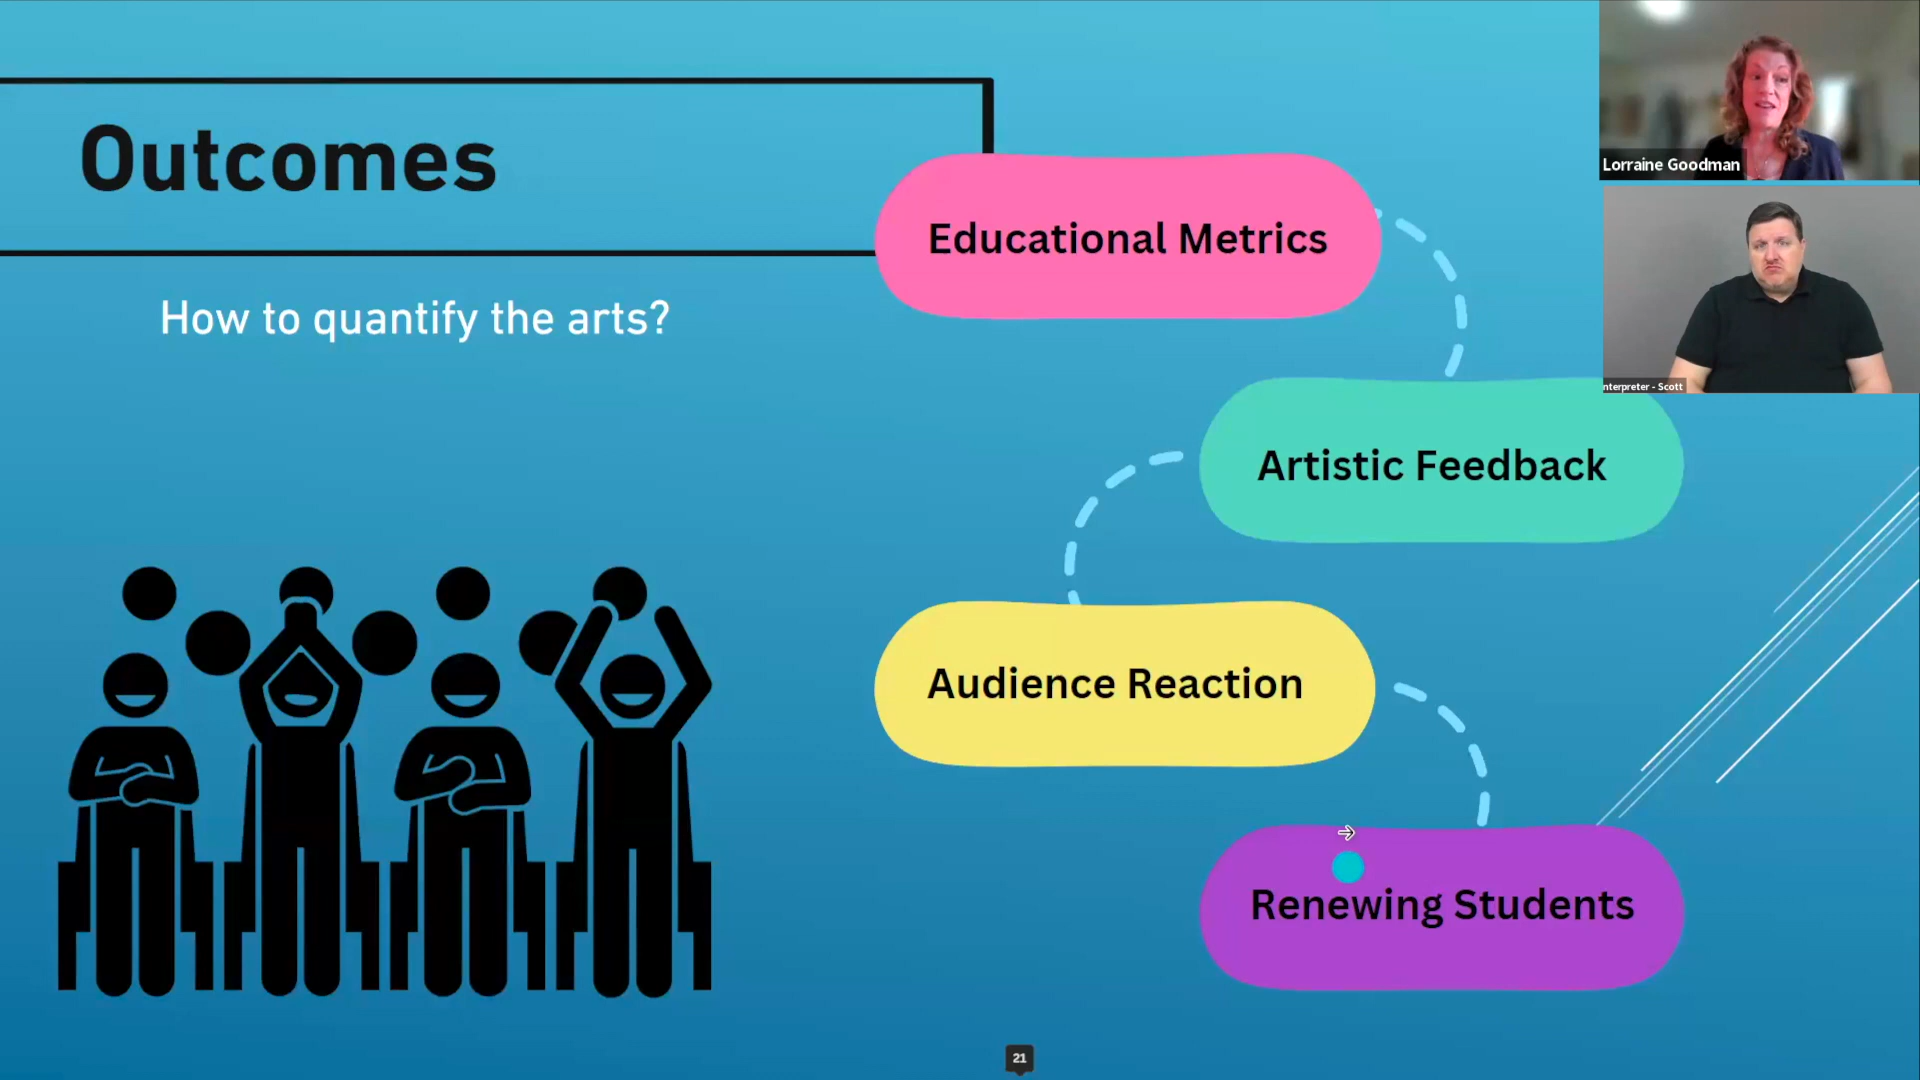 Outcomes
How to quantify the arts?
Educational Metrics
Artistic Feedback
Audience Reaction
Renewing Students
Lorraine Goodman
nterpreter - Scott
21